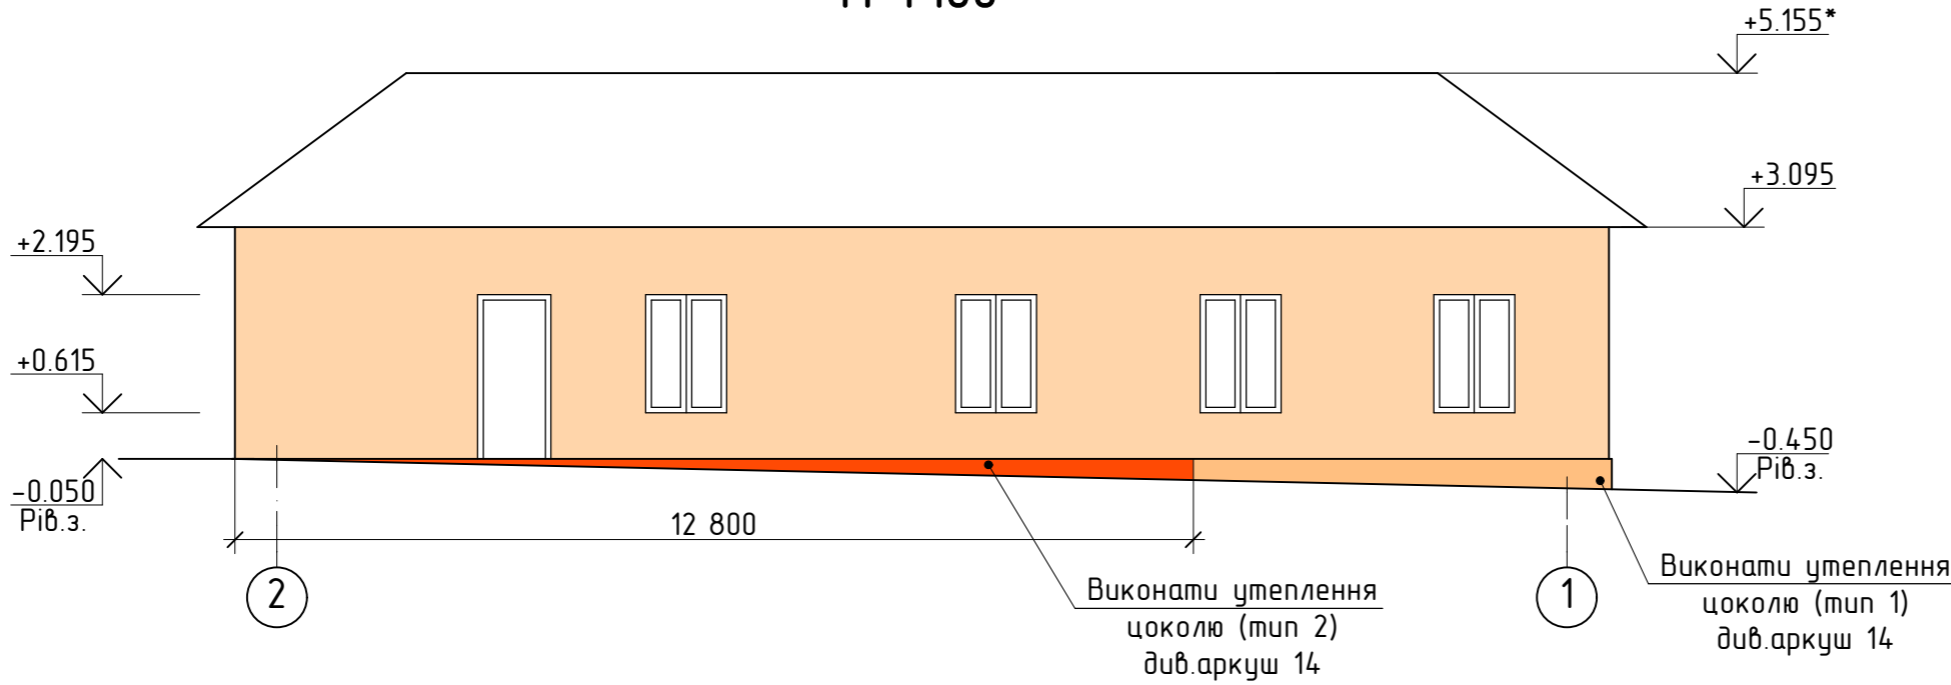 +5.155*
+3.095
+2.195
+0.615
-0.450
Рів.з.
-0.050
Рів.з.
12 800
2
1
Виконати утеплення
цоколю (тип 2)
див.аркуш 14
Виконати утеплення
цоколю (тип 1)
див.аркуш 14